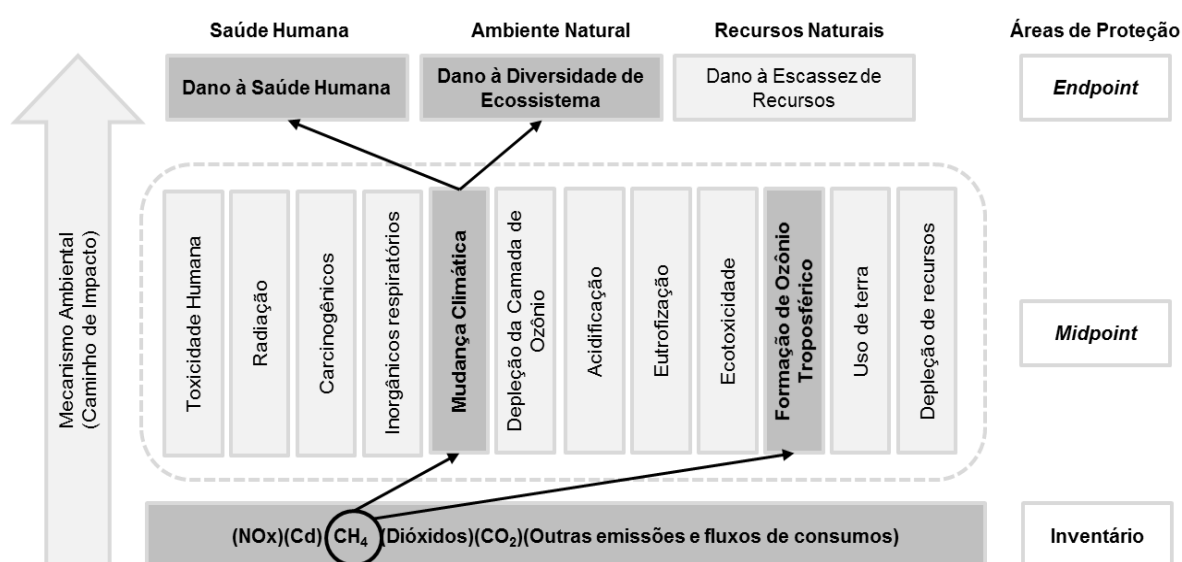 Saúde Humana
Ambiente Natural
Recursos Naturais
Áreas de Proteção
Dano à Saúde Humana
Dano à Diversidade de
Ecossistema
Dano à Escassez de
Recursos
Endpoint
Mecanismo Ambiental
(Caminho de Impacto)
Toxicidade Humana
Radiação
Carcinogênicos
Inorgânicos respiratórios
Mudança Climática
Depleção da Camada de
Ozônio
Acidificação
Eutrofização
Ecotoxicidade
Formação de Ozônio
Troposférico
Uso de terra
Depleção de recursos
Midpoint
(NOx)(Cd) CH₄ (Dióxidos)(CO₂)(Outras emissões e fluxos de consumos)
Inventário